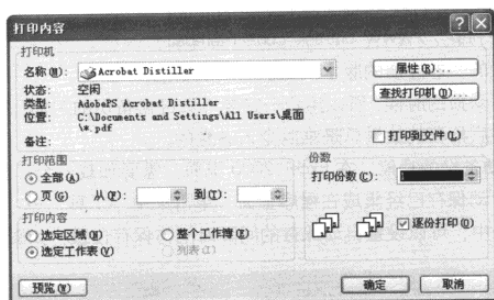 打印内容
打印机
名称(M): Acrobat Distiller 属性(R)...
状态: 空闲 查找打印机(D)...
类型: AdobePS Acrobat Distiller
位置: C:\Documents and Settings\All Users\桌面
\*.pdf
备注: 打印到文件(L)
打印范围 份数
全部(A) 打印份数(C):
页(G) 从(F): 到(T):
打印内容
选定区域(N) 整个工作簿(E) 逐份打印(O)
选定工作表(V) 列表(I)
预览(W) 确定 取消